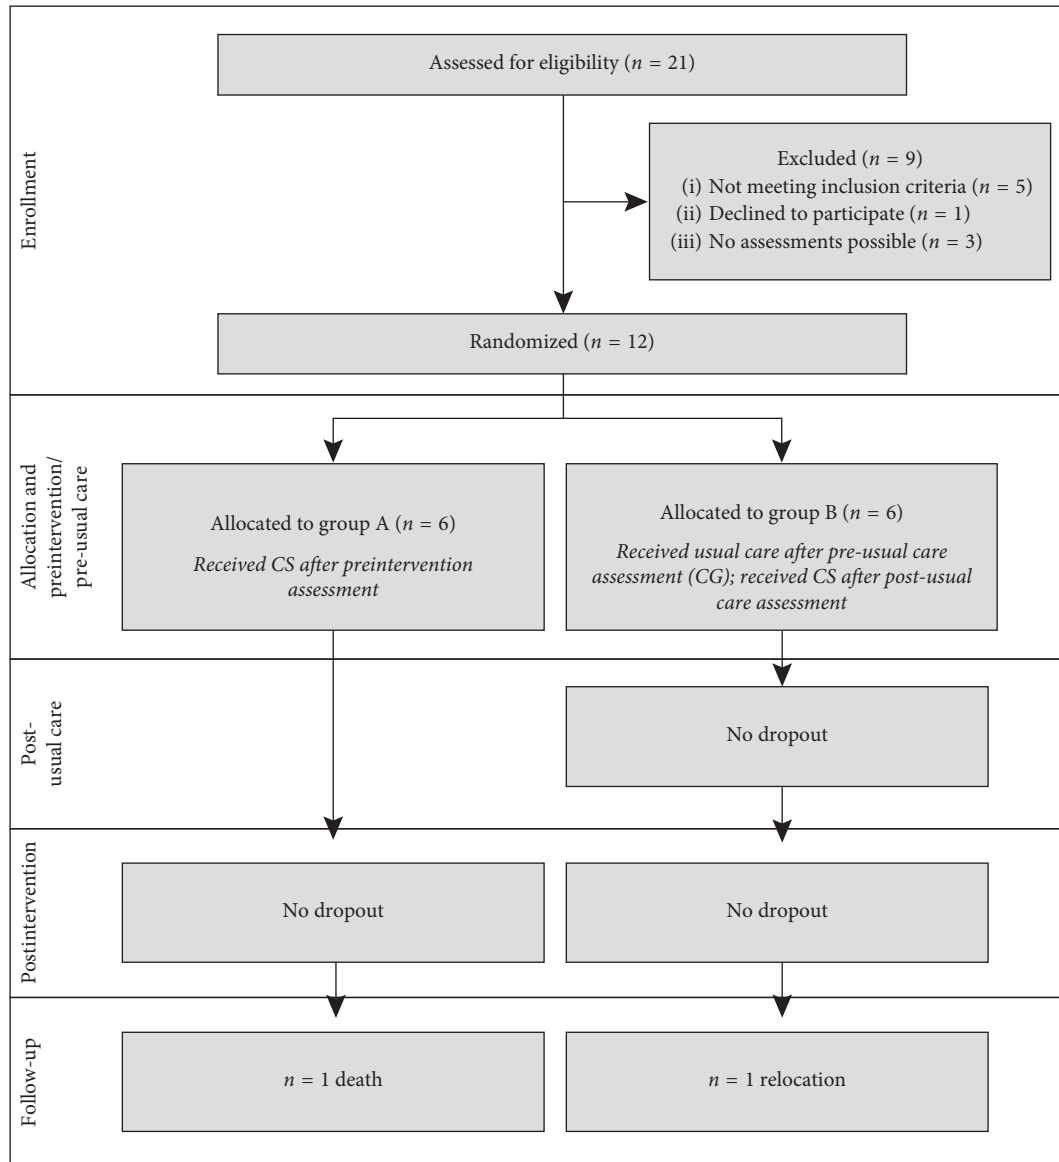 Enrollment
Assessed for eligibility (n = 21)
Excluded (n = 9)
(i) Not meeting inclusion criteria (n = 5)
(ii) Declined to participate (n = 1)
(iii) No assessments possible (n = 3)
Randomized (n = 12)
Allocation and
preintervention/
pre-usual care
Allocated to group A (n = 6)
Received CS after preintervention
assessment
Allocated to group B (n = 6)
Received usual care after pre-usual care
assessment (CG); received CS after post-usual
care assessment
Post-
usual care
No dropout
Postintervention
No dropout
No dropout
Follow-up
n = 1 death
n = 1 relocation